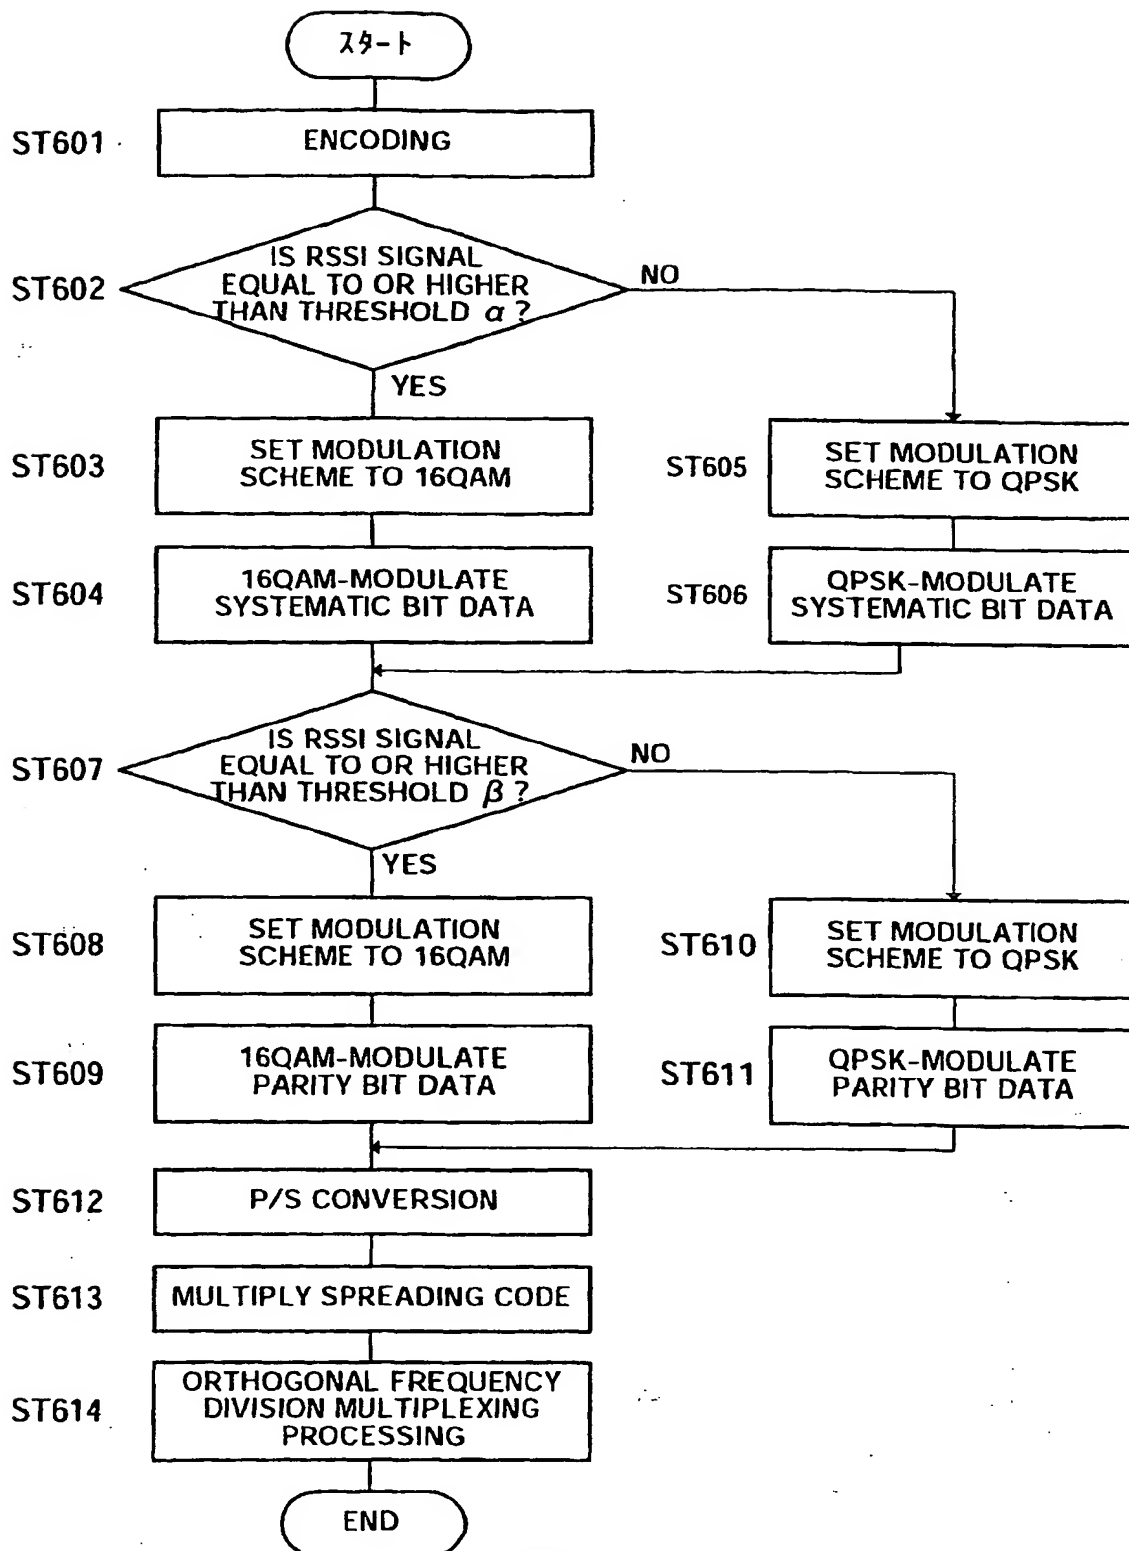 スタート
ST601
ENCODING
ST602
IS RSSI SIGNAL
EQUAL TO OR HIGHER
THAN THRESHOLD α ?
NO
YES
ST603
SET MODULATION
SCHEME TO 16QAM
ST605
SET MODULATION
SCHEME TO QPSK
ST604
16QAM-MODULATE
SYSTEMATIC BIT DATA
ST606
QPSK-MODULATE
SYSTEMATIC BIT DATA
ST607
IS RSSI SIGNAL
EQUAL TO OR HIGHER
THAN THRESHOLD β ?
NO
YES
ST608
SET MODULATION
SCHEME TO 16QAM
ST610
SET MODULATION
SCHEME TO QPSK
ST609
16QAM-MODULATE
PARITY BIT DATA
ST611
QPSK-MODULATE
PARITY BIT DATA
ST612
P/S CONVERSION
ST613
MULTIPLY SPREADING CODE
ST614
ORTHOGONAL FREQUENCY
DIVISION MULTIPLEXING
PROCESSING
END